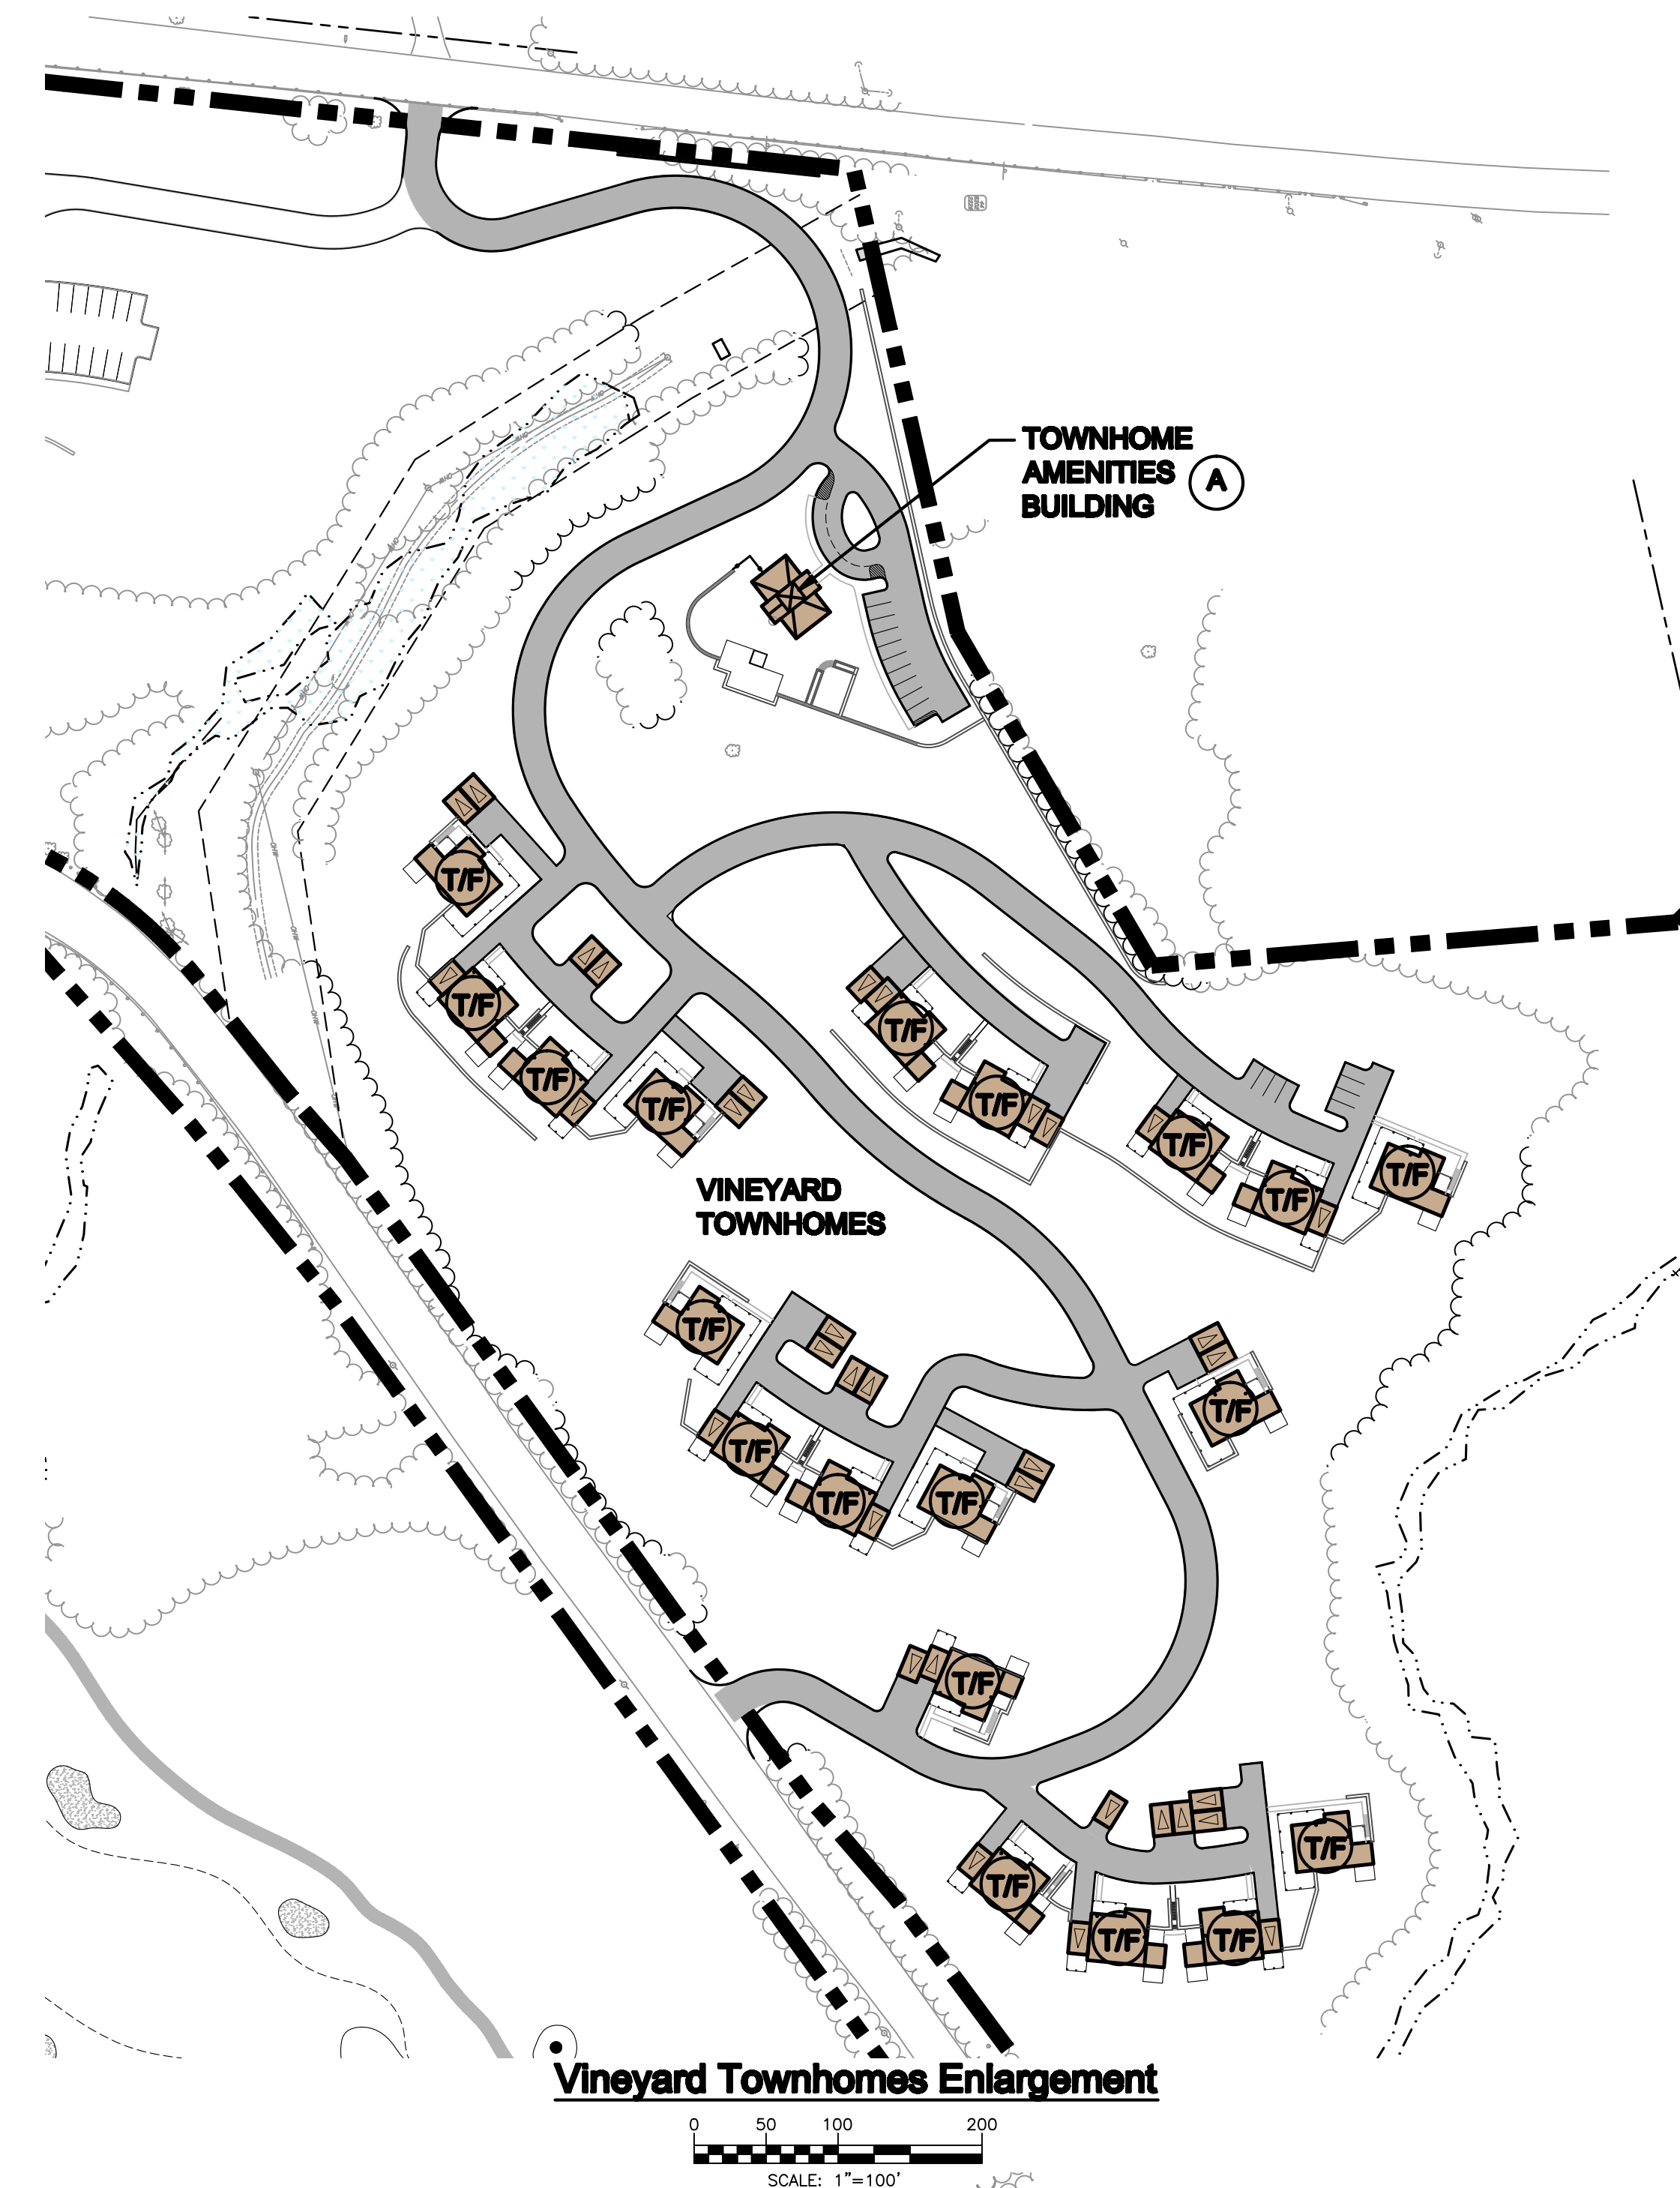 TOWNHOME
AMENITIES
BUILDING
A
T/F
T/F
T/F
T/F
T/F
T/F
T/F
T/F
T/F
VINEYARD
TOWNHOMES
T/F
T/F
T/F
T/F
T/F
T/F
T/F
T/F
T/F
T/F
Vineyard Townhomes Enlargement
0 50 100 200
SCALE: 1"=100'